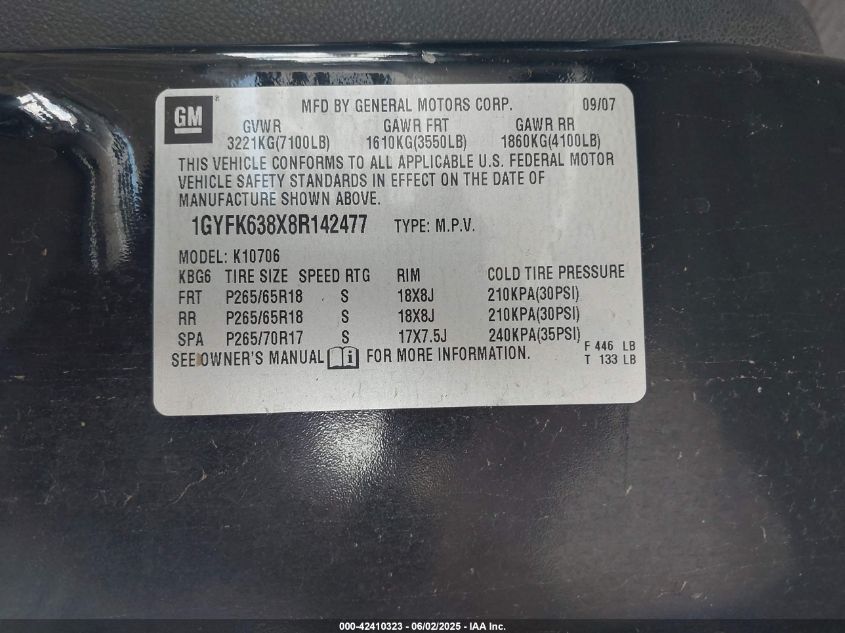 GM
MFD BY GENERAL MOTORS CORP. 09/07
GVWR GAWR FRT GAWR RR
3221KG(7100LB) 1610KG(3550LB) 1860KG(4100LB)
THIS VEHICLE CONFORMS TO ALL APPLICABLE U.S. FEDERAL MOTOR
VEHICLE SAFETY STANDARDS IN EFFECT ON THE DATE OF
MANUFACTURE SHOWN ABOVE.
1GYFK638X8R142477 TYPE: M.P.V.
MODEL: K10706
KBG6 TIRE SIZE SPEED RTG RIM COLD TIRE PRESSURE
FRT P265/65R18 S 18X8J 210KPA(30PSI)
RR P265/65R18 S 18X8J 210KPA(30PSI)
SPA P265/70R17 S 17X7.5J 240KPA(35PSI)
SEE OWNER'S MANUAL FOR MORE INFORMATION.
F 446 LB
T 133 LB
000-42410323 - 06/02/2025 - IAA Inc.